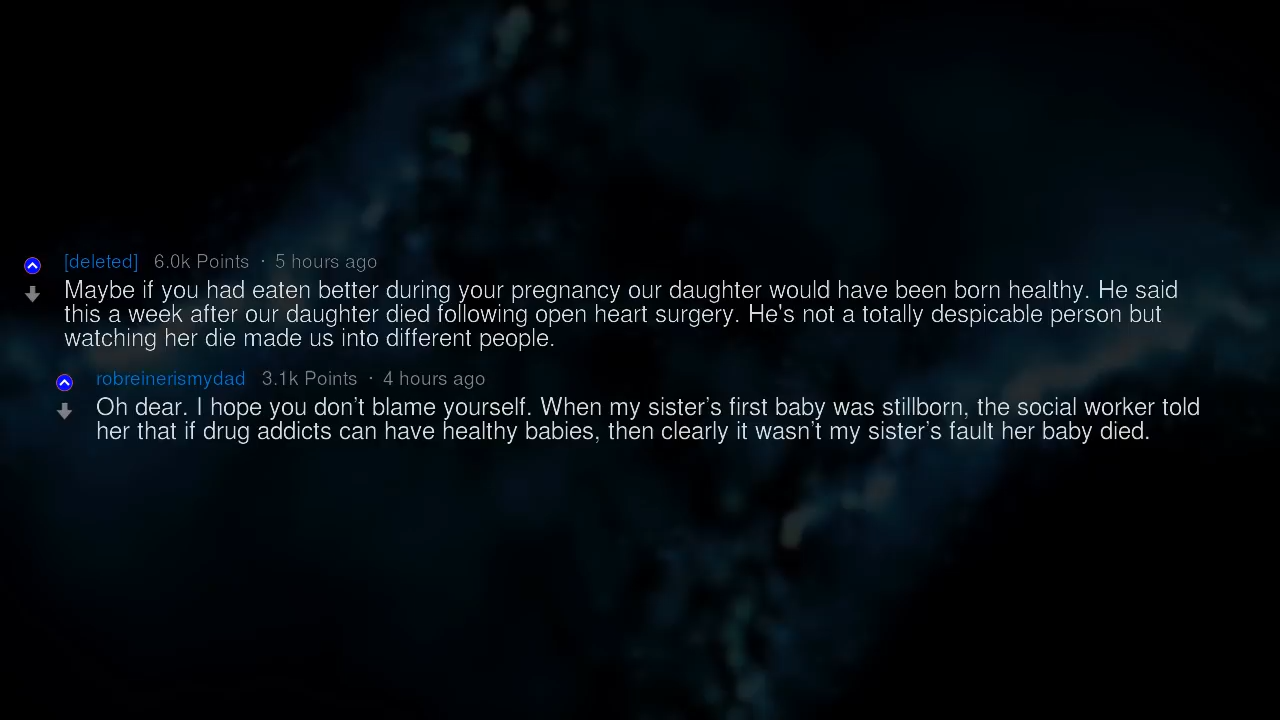 [deleted] 6.0k Points · 5 hours ago
Maybe if you had eaten better during your pregnancy our daughter would have been born healthy. He said
this a week after our daughter died following open heart surgery. He's not a totally despicable person but
watching her die made us into different people.
robreinerismydad 3.1k Points · 4 hours ago
Oh dear. I hope you don’t blame yourself. When my sister’s first baby was stillborn, the social worker told
her that if drug addicts can have healthy babies, then clearly it wasn’t my sister’s fault her baby died.